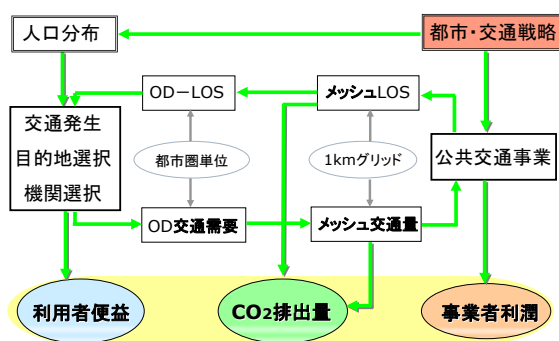 人口分布
都市・交通戦略
OD－LOS
メッシュLOS
交通発生
目的地選択
機関選択
都市圏単位
1kmグリッド
公共交通事業
OD交通需要
メッシュ交通量
利用者便益
CO2排出量
事業者利潤